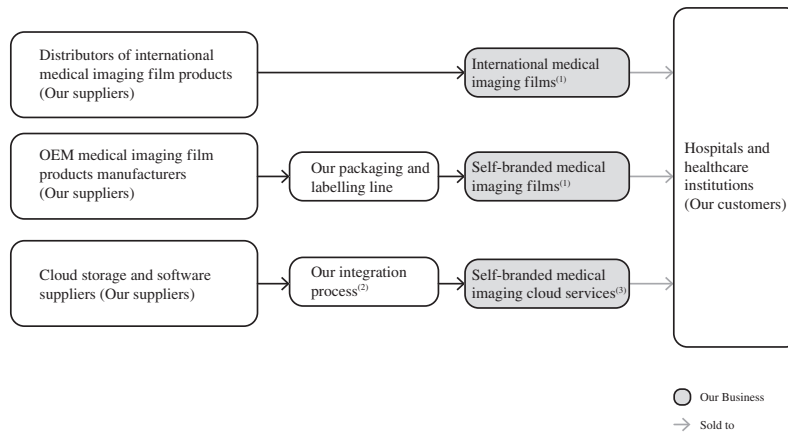 Distributors of international
medical imaging film products
(Our suppliers)
International medical
imaging films(1)
OEM medical imaging film
products manufacturers
(Our suppliers)
Our packaging and
labelling line
Self-branded medical
imaging films(1)
Cloud storage and software
suppliers (Our suppliers)
Our integration
process(2)
Self-branded medical
imaging cloud services(3)
Hospitals and
healthcare
institutions
(Our customers)
Our Business
Sold to